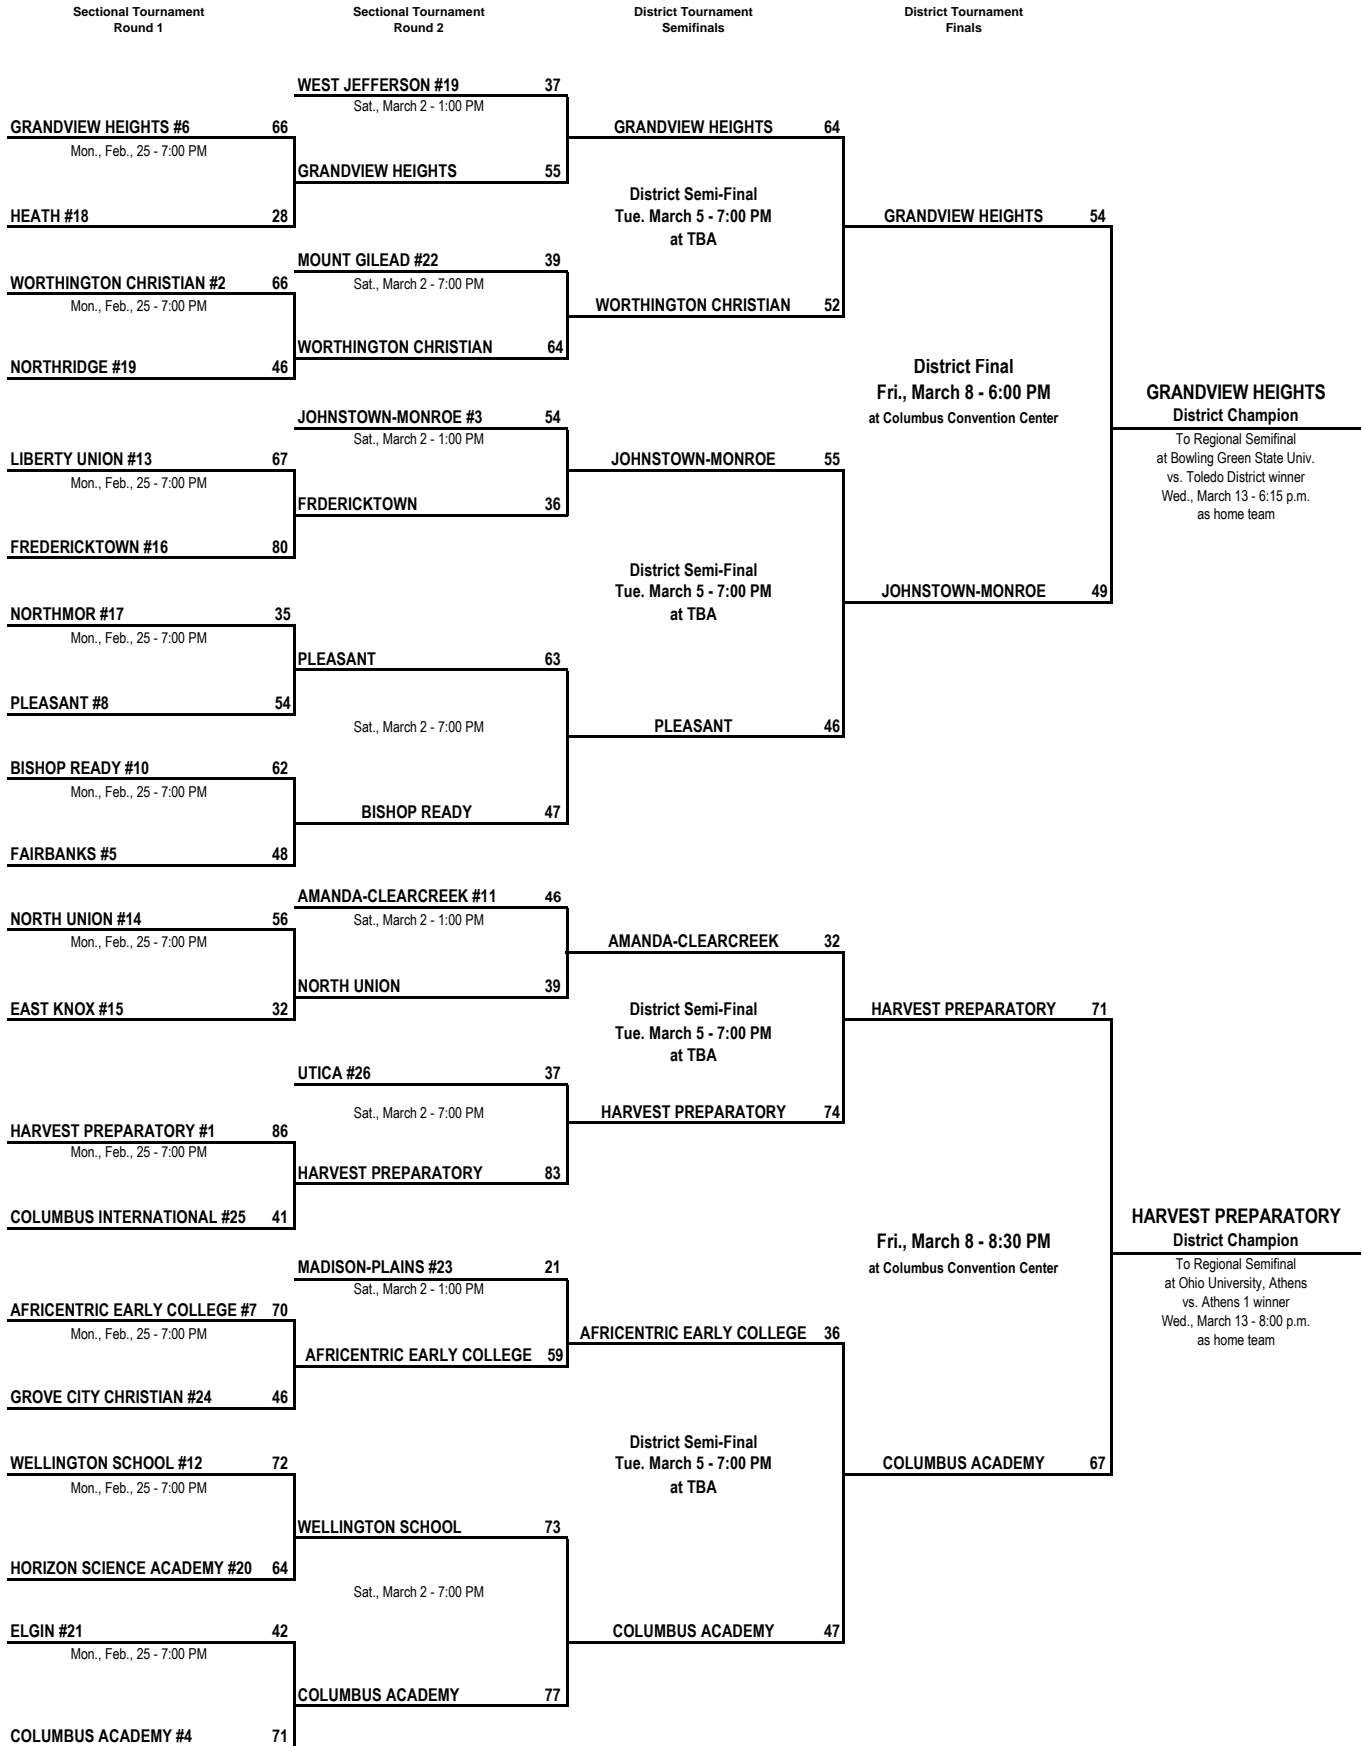 Sectional Tournament
Round 1
Sectional Tournament
Round 2
District Tournament
Semifinals
District Tournament
Finals
WEST JEFFERSON #19 37
Sat., March 2 - 1:00 PM
GRANDVIEW HEIGHTS #6 66
Mon., Feb., 25 - 7:00 PM
GRANDVIEW HEIGHTS 64
GRANDVIEW HEIGHTS 55
District Semi-Final
Tue. March 5 - 7:00 PM
at TBA
HEATH #18 28
GRANDVIEW HEIGHTS 54
MOUNT GILEAD #22 39
Sat., March 2 - 7:00 PM
WORTHINGTON CHRISTIAN #2 66
Mon., Feb., 25 - 7:00 PM
WORTHINGTON CHRISTIAN 52
WORTHINGTON CHRISTIAN 64
NORTHRIDGE #19 46
District Final
Fri., March 8 - 6:00 PM
at Columbus Convention Center
GRANDVIEW HEIGHTS
District Champion
To Regional Semifinal
at Bowling Green State Univ.
vs. Toledo District winner
Wed., March 13 - 6:15 p.m.
as home team
JOHNSTOWN-MONROE #3 54
Sat., March 2 - 1:00 PM
LIBERTY UNION #13 67
Mon., Feb., 25 - 7:00 PM
JOHNSTOWN-MONROE 55
FRDERICKTOWN 36
FREDERICKTOWN #16 80
District Semi-Final
Tue. March 5 - 7:00 PM
at TBA
JOHNSTOWN-MONROE 49
NORTHMOR #17 35
Mon., Feb., 25 - 7:00 PM
PLEASANT 63
PLEASANT #8 54
Sat., March 2 - 7:00 PM
PLEASANT 46
BISHOP READY #10 62
Mon., Feb., 25 - 7:00 PM
BISHOP READY 47
FAIRBANKS #5 48
AMANDA-CLEARCREEK #11 46
Sat., March 2 - 1:00 PM
NORTH UNION #14 56
Mon., Feb., 25 - 7:00 PM
AMANDA-CLEARCREEK 32
NORTH UNION 39
EAST KNOX #15 32
District Semi-Final
Tue. March 5 - 7:00 PM
at TBA
HARVEST PREPARATORY 71
UTICA #26 37
Sat., March 2 - 7:00 PM
HARVEST PREPARATORY 74
HARVEST PREPARATORY #1 86
Mon., Feb., 25 - 7:00 PM
HARVEST PREPARATORY 83
COLUMBUS INTERNATIONAL #25 41
Fri., March 8 - 8:30 PM
at Columbus Convention Center
HARVEST PREPARATORY
District Champion
To Regional Semifinal
at Ohio University, Athens
vs. Athens 1 winner
Wed., March 13 - 8:00 p.m.
as home team
MADISON-PLAINS #23 21
Sat., March 2 - 1:00 PM
AFRICENTRIC EARLY COLLEGE #7 70
Mon., Feb., 25 - 7:00 PM
AFRICENTRIC EARLY COLLEGE 36
AFRICENTRIC EARLY COLLEGE 59
GROVE CITY CHRISTIAN #24 46
District Semi-Final
Tue. March 5 - 7:00 PM
at TBA
WELLINGTON SCHOOL #12 72
Mon., Feb., 25 - 7:00 PM
COLUMBUS ACADEMY 67
WELLINGTON SCHOOL 73
HORIZON SCIENCE ACADEMY #20 64
Sat., March 2 - 7:00 PM
ELGIN #21 42
Mon., Feb., 25 - 7:00 PM
COLUMBUS ACADEMY 47
COLUMBUS ACADEMY 77
COLUMBUS ACADEMY #4 71